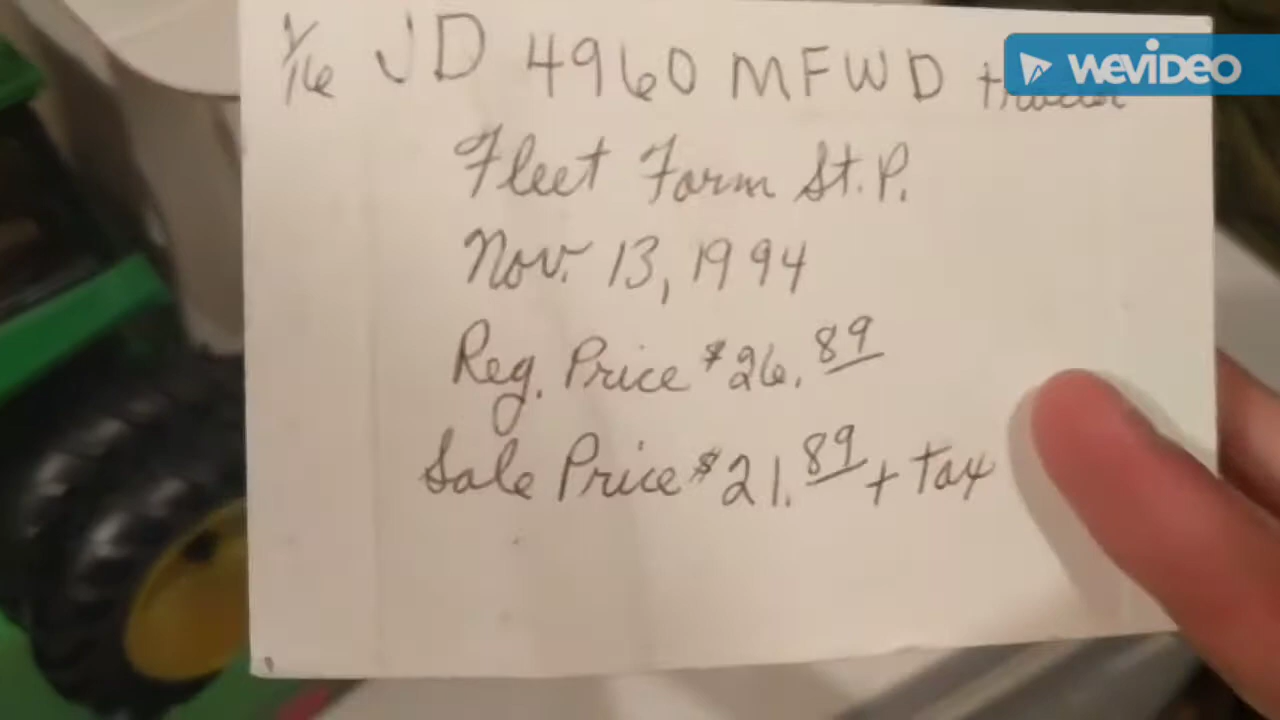 1/16 JD 4960 MFWD tractor
WeVideo
Fleet Farm St. P.
Nov. 13, 1994
Reg. Price $26.89
Sale Price $21.89 + tax